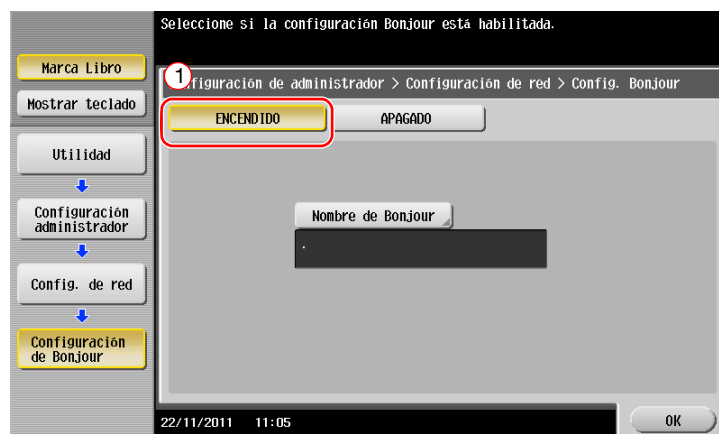 Seleccione si la configuración Bonjour está habilitada.
Marca Libro
Mostrar teclado
Utilidad
Configuración
administrador
Config. de red
Configuración
de Bonjour
1
figuración de administrador > Configuración de red > Config. Bonjour
ENCENDIDO
APAGADO
Nombre de Bonjour
.
22/11/2011 11:05
OK